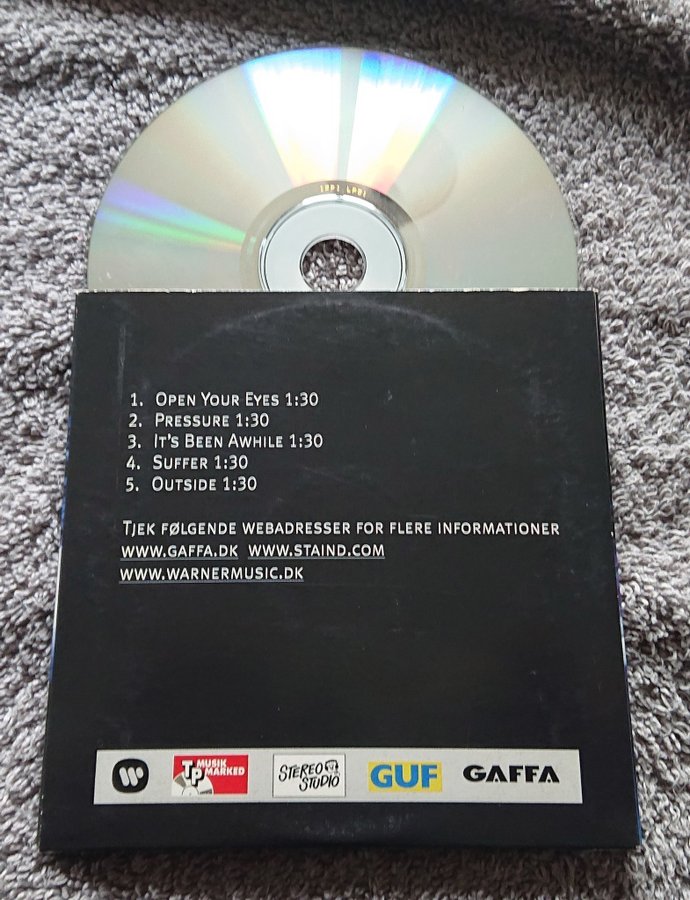 1. Open Your Eyes 1:30
2. Pressure 1:30
3. It's Been Awhile 1:30
4. Suffer 1:30
5. Outside 1:30
Tjek følgende webadresser for flere informationer
www.gaffa.dk www.staind.com
www.warnermusic.dk
TP MUSIK MARKED
STEREO STUDIO
GUF
GAFFA